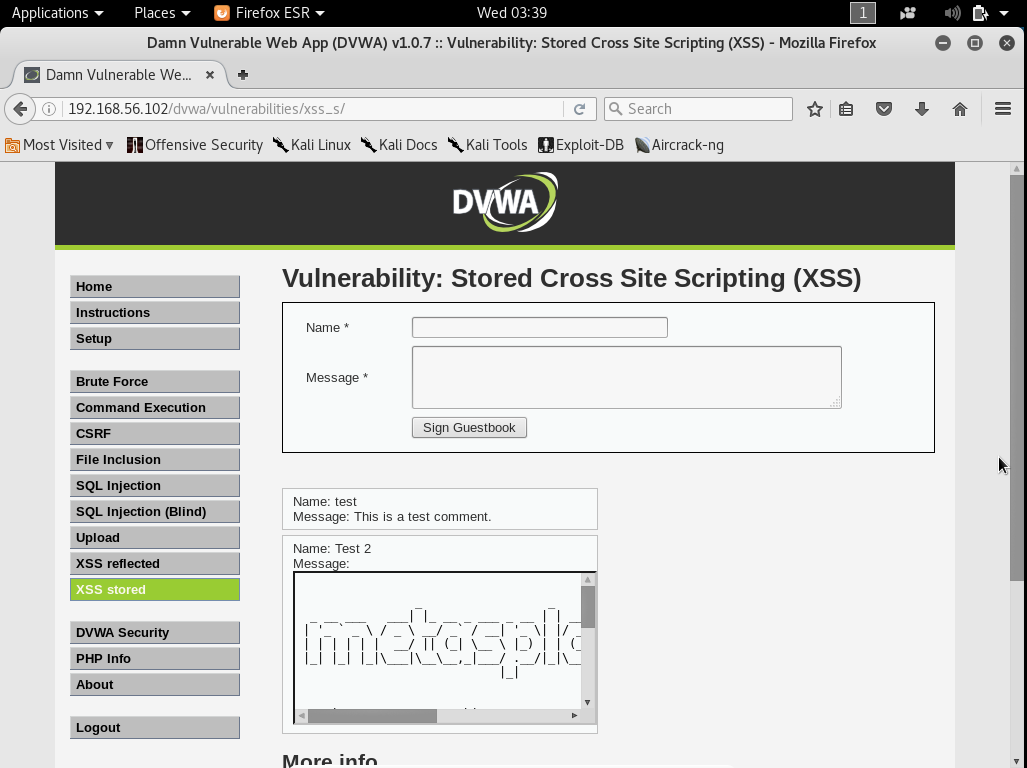 Applications Places Firefox ESR Wed 03:39 1
Damn Vulnerable Web App (DVWA) v1.0.7 :: Vulnerability: Stored Cross Site Scripting (XSS) - Mozilla Firefox
Damn Vulnerable We...
192.168.56.102/dvwa/vulnerabilities/xss_s/ Search
Most Visited Offensive Security Kali Linux Kali Docs Kali Tools Exploit-DB Aircrack-ng
DVWA
Home
Instructions
Setup
Brute Force
Command Execution
CSRF
File Inclusion
SQL Injection
SQL Injection (Blind)
Upload
XSS reflected
XSS stored
DVWA Security
PHP Info
About
Logout
Vulnerability: Stored Cross Site Scripting (XSS)
Name *
Message *
Sign Guestbook
Name: test
Message: This is a test comment.
Name: Test 2
Message:
More info